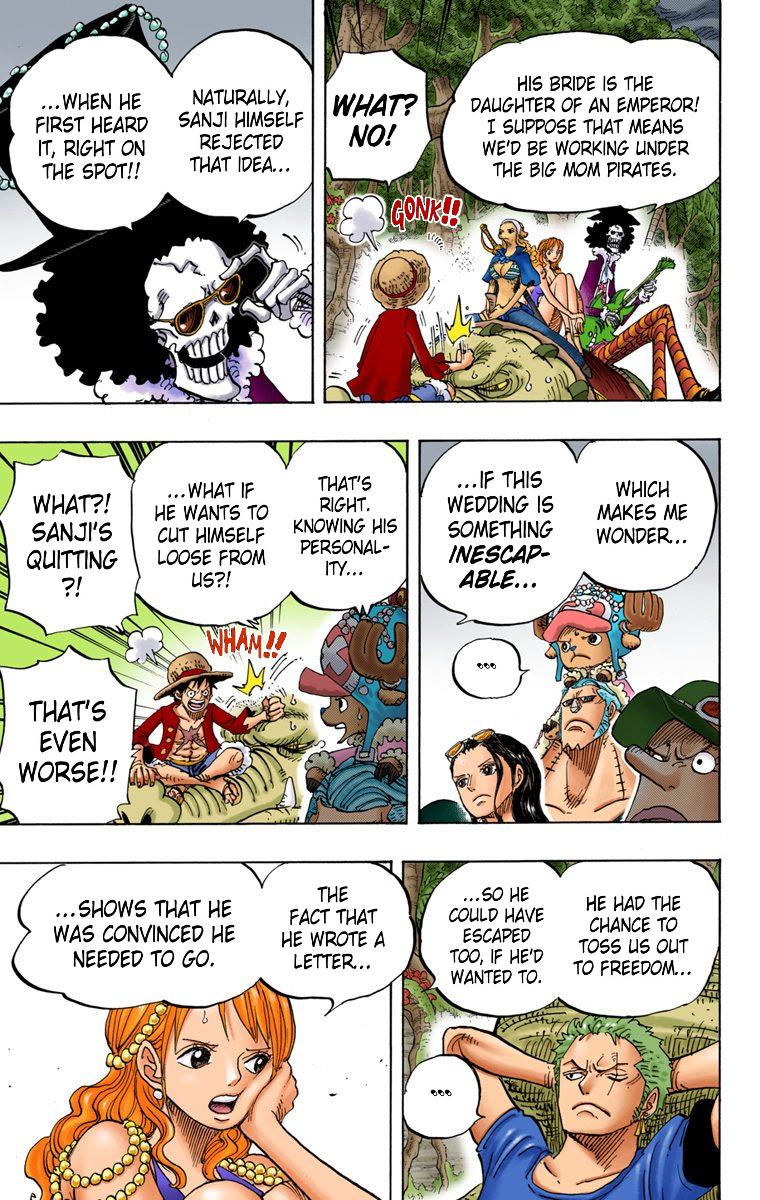 HIS BRIDE IS THE
DAUGHTER OF AN EMPEROR!
I SUPPOSE THAT MEANS
WE'D BE WORKING UNDER
THE BIG MOM PIRATES.
WHAT?
NO!
GONK!!
NATURALLY,
SANJI HIMSELF
REJECTED
THAT IDEA...
...WHEN HE
FIRST HEARD
IT, RIGHT ON
THE SPOT!!
WHICH
MAKES ME
WONDER...
...IF THIS
WEDDING IS
SOMETHING
INESCAP-
ABLE...
...
THAT'S
RIGHT.
KNOWING HIS
PERSONAL-
ITY...
...WHAT IF
HE WANTS TO
CUT HIMSELF
LOOSE FROM
US?!
WHAM!!
WHAT?!
SANJI'S
QUITTING
?!
THAT'S
EVEN
WORSE!!
HE HAD THE
CHANCE TO
TOSS US OUT
TO FREEDOM...
...SO HE
COULD HAVE
ESCAPED
TOO, IF HE'D
WANTED TO.
...
THE
FACT THAT
HE WROTE A
LETTER...
...SHOWS THAT HE
WAS CONVINCED HE
NEEDED TO GO.